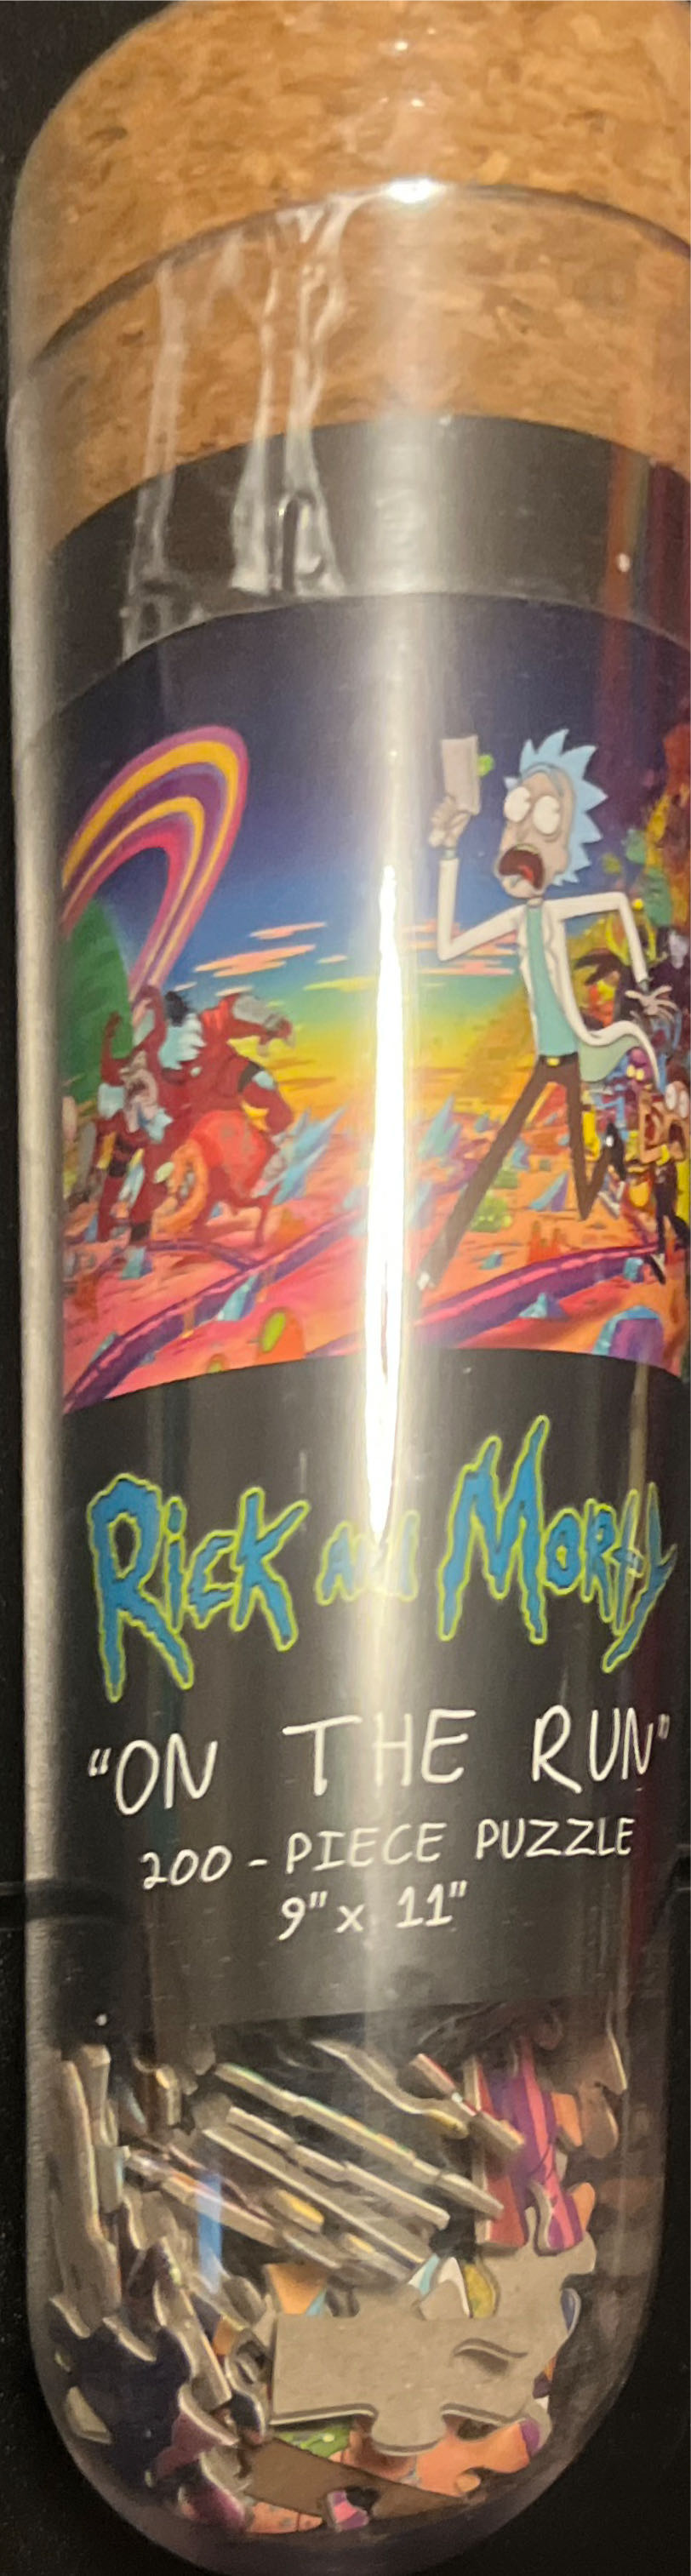 RICK AND MORTY
"ON THE RUN"
200-PIECE PUZZLE
9" x 11"